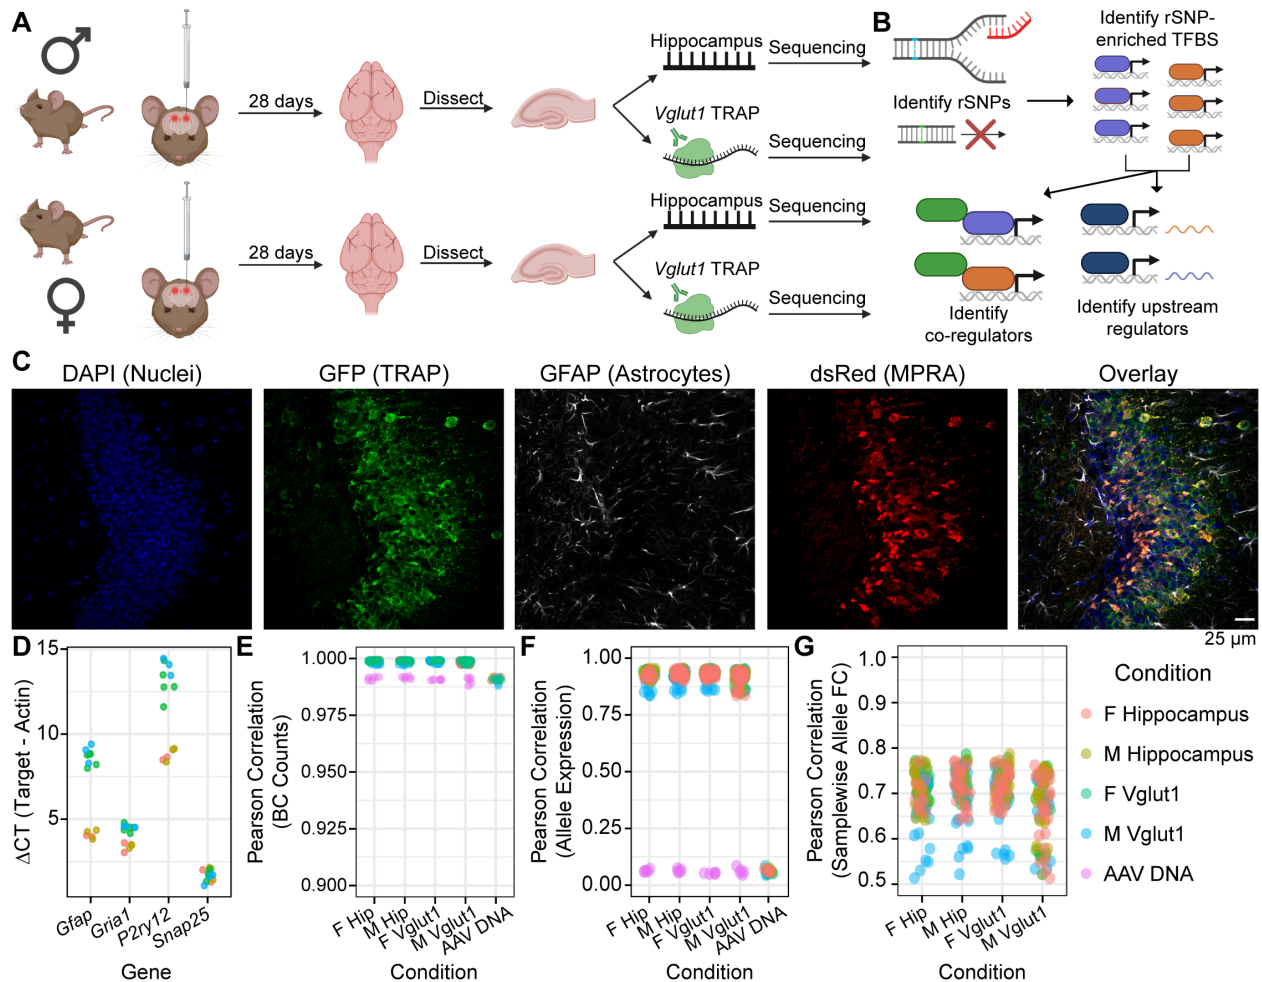 A
28 days
Dissect
Hippocampus
Sequencing
Vglut1 TRAP
Sequencing
28 days
Dissect
Hippocampus
Sequencing
Vglut1 TRAP
Sequencing
B
Identify rSNPs
Identify rSNP-
enriched TFBS
Identify
co-regulators
Identify upstream
regulators
C
DAPI (Nuclei)
GFP (TRAP)
GFAP (Astrocytes)
dsRed (MPRA)
Overlay
25 µm
D
ΔCT (Target - Actin)
15
10
5
Gfap
Gria1
P2ry12
Snap25
Gene
E
Pearson Correlation
(BC Counts)
1.000
0.975
0.950
0.925
0.900
F Hip
M Hip
F Vglut1
M Vglut1
AAV DNA
Condition
F
Pearson Correlation
(Allele Expression)
1.00
0.75
0.50
0.25
0.00
F Hip
M Hip
F Vglut1
M Vglut1
AAV DNA
Condition
G
Pearson Correlation
(Samplewise Allele FC)
1.0
0.9
0.8
0.7
0.6
0.5
F Hip
M Hip
F Vglut1
M Vglut1
Condition
Condition
F Hippocampus
M Hippocampus
F Vglut1
M Vglut1
AAV DNA